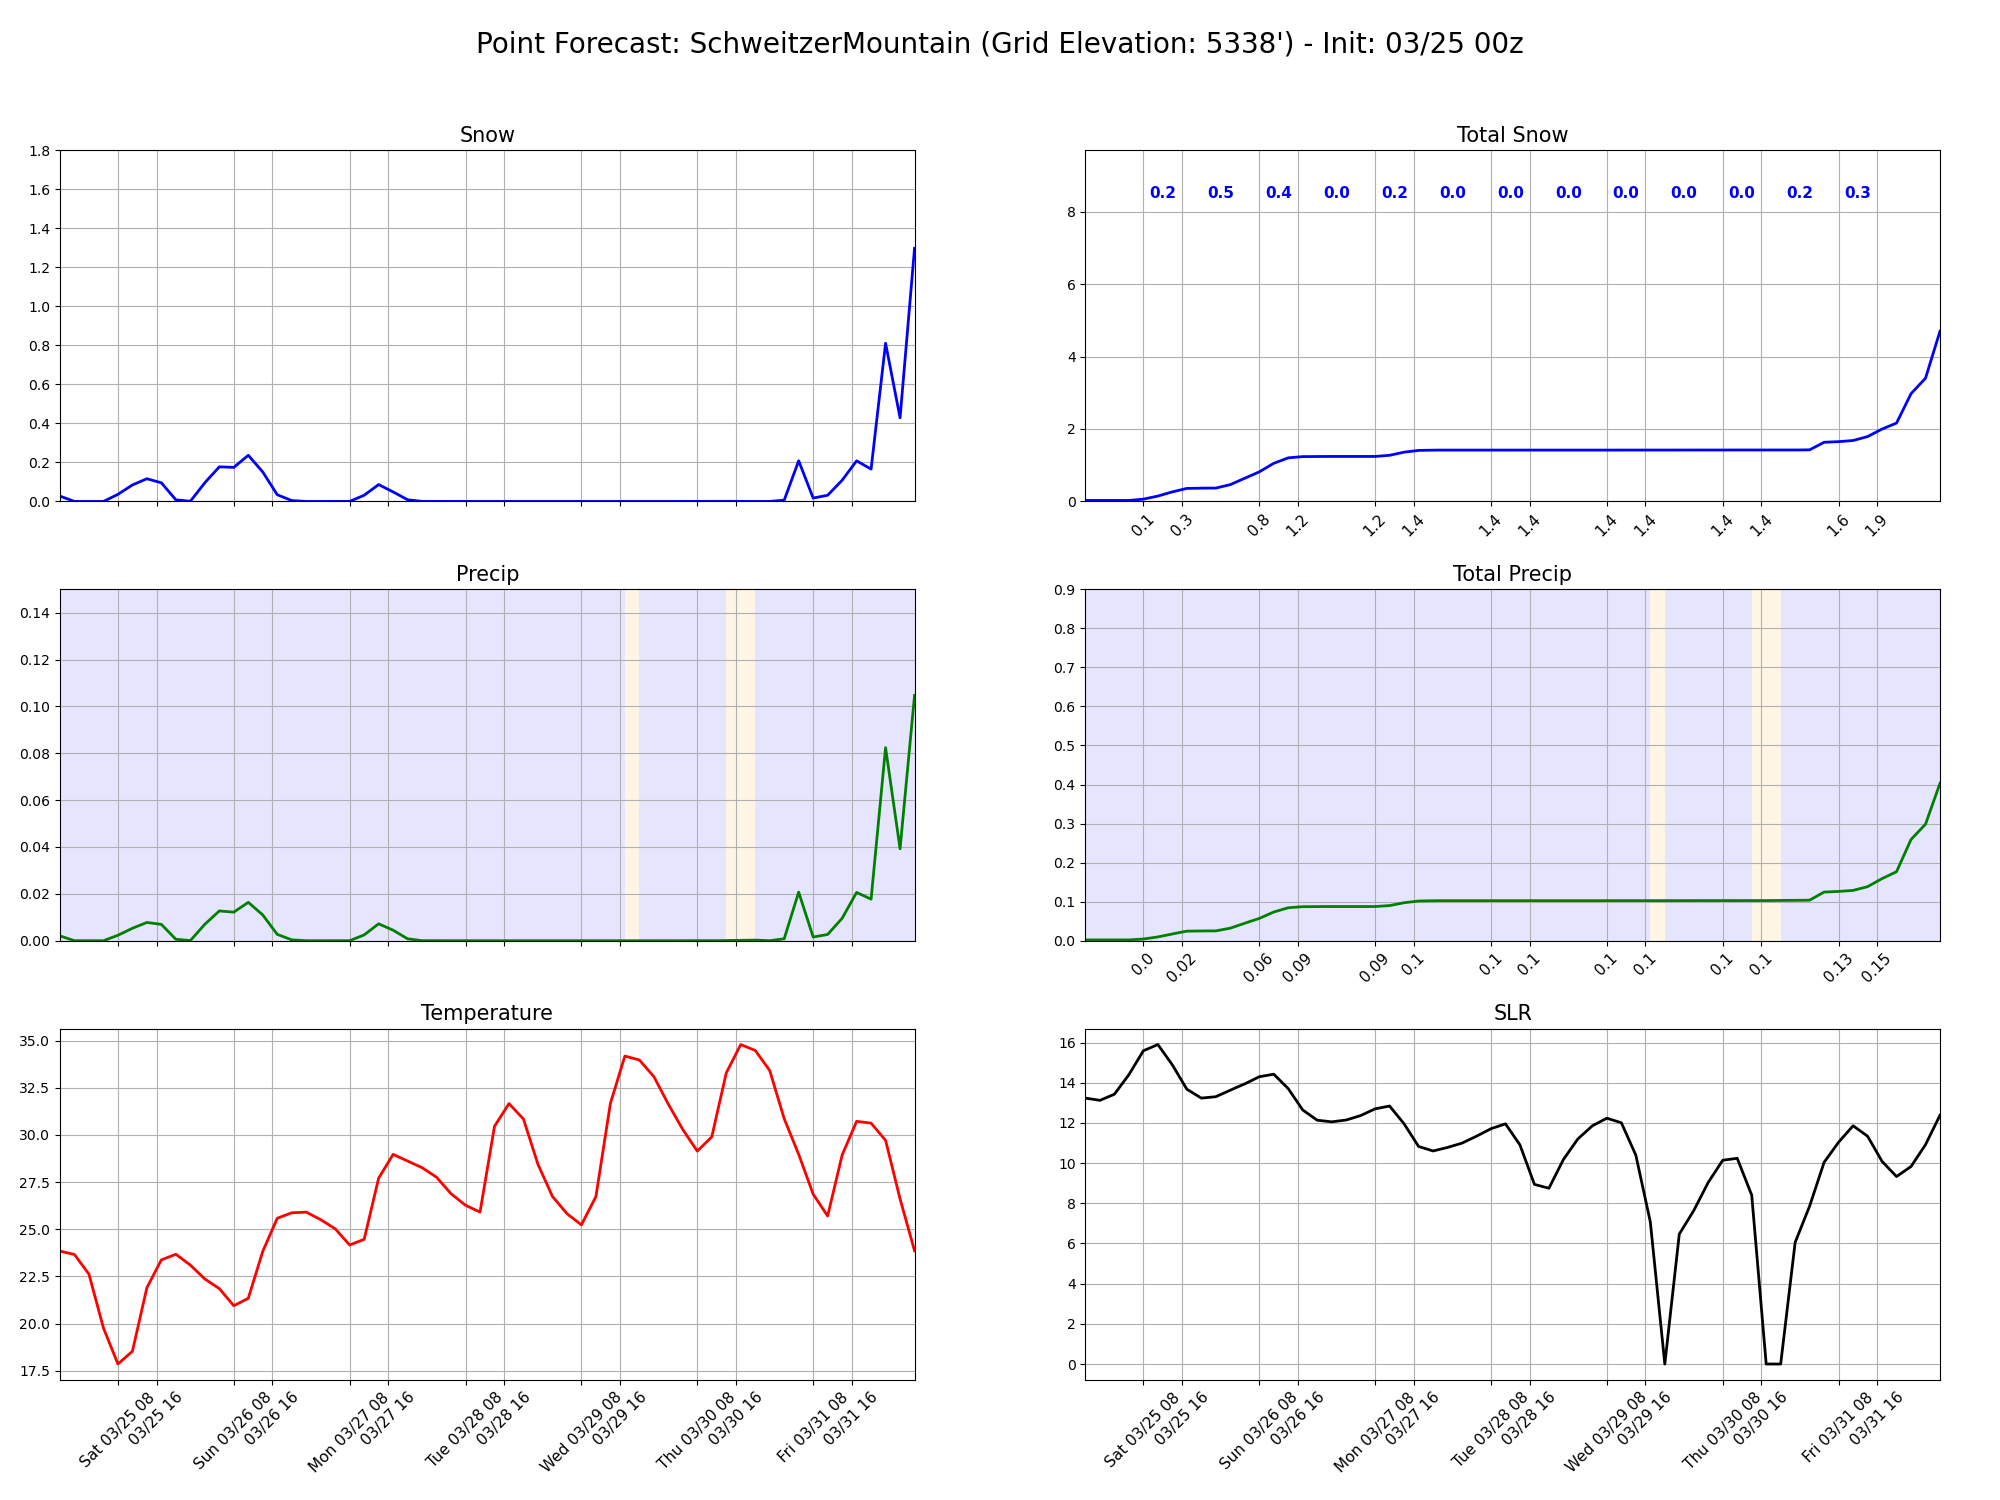 Point Forecast: SchweitzerMountain (Grid Elevation: 5338') - Init: 03/25 00z
Snow
1.8
1.6
1.4
1.2
1.0
0.8
0.6
0.4
0.2
0.0
Total Snow
0.2 0.5 0.4 0.0 0.2 0.0 0.0 0.0 0.0 0.0 0.0 0.2 0.3
8
6
4
2
0
0.1 0.3 0.8 1.2 1.2 1.4 1.4 1.4 1.4 1.4 1.4 1.4 1.6 1.9
Precip
0.14
0.12
0.10
0.08
0.06
0.04
0.02
0.00
Total Precip
0.9
0.8
0.7
0.6
0.5
0.4
0.3
0.2
0.1
0.0
0.0 0.02 0.06 0.09 0.09 0.1 0.1 0.1 0.1 0.1 0.1 0.1 0.13 0.15
Temperature
35.0
32.5
30.0
27.5
25.0
22.5
20.0
17.5
Sat 03/25 08
03/25 16
Sun 03/26 08
03/26 16
Mon 03/27 08
03/27 16
Tue 03/28 08
03/28 16
Wed 03/29 08
03/29 16
Thu 03/30 08
03/30 16
Fri 03/31 08
03/31 16
SLR
16
14
12
10
8
6
4
2
0
Sat 03/25 08
03/25 16
Sun 03/26 08
03/26 16
Mon 03/27 08
03/27 16
Tue 03/28 08
03/28 16
Wed 03/29 08
03/29 16
Thu 03/30 08
03/30 16
Fri 03/31 08
03/31 16